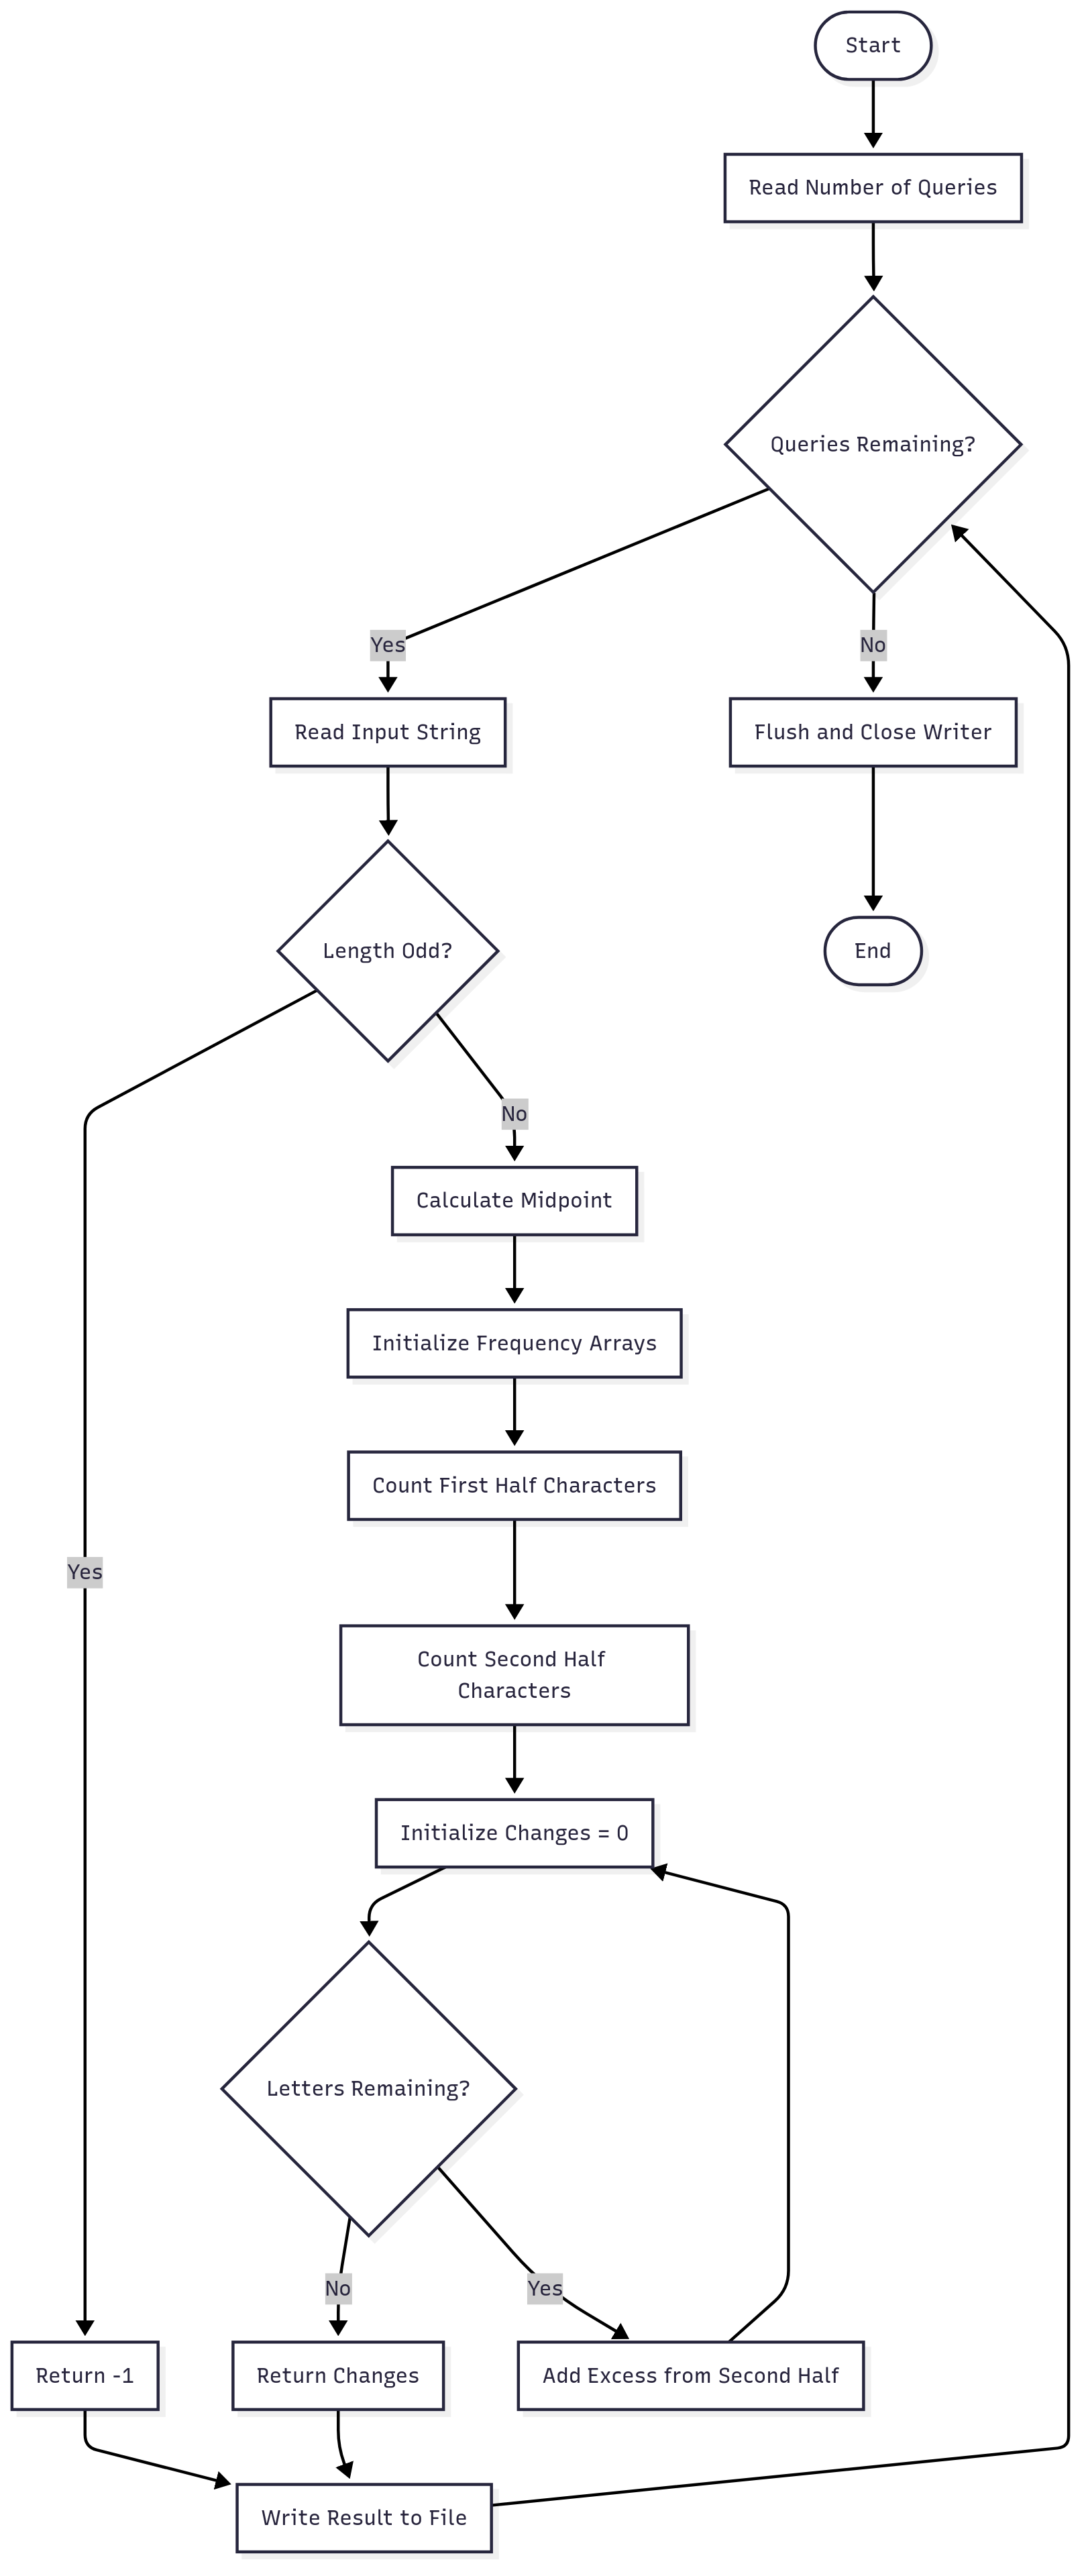 Start
Read Number of Queries
Queries Remaining?
Yes
No
Read Input String
Flush and Close Writer
Length Odd?
End
No
Calculate Midpoint
Initialize Frequency Arrays
Count First Half Characters
Yes
Count Second Half
Characters
Initialize Changes = 0
Letters Remaining?
No
Yes
Return -1
Return Changes
Add Excess from Second Half
Write Result to File